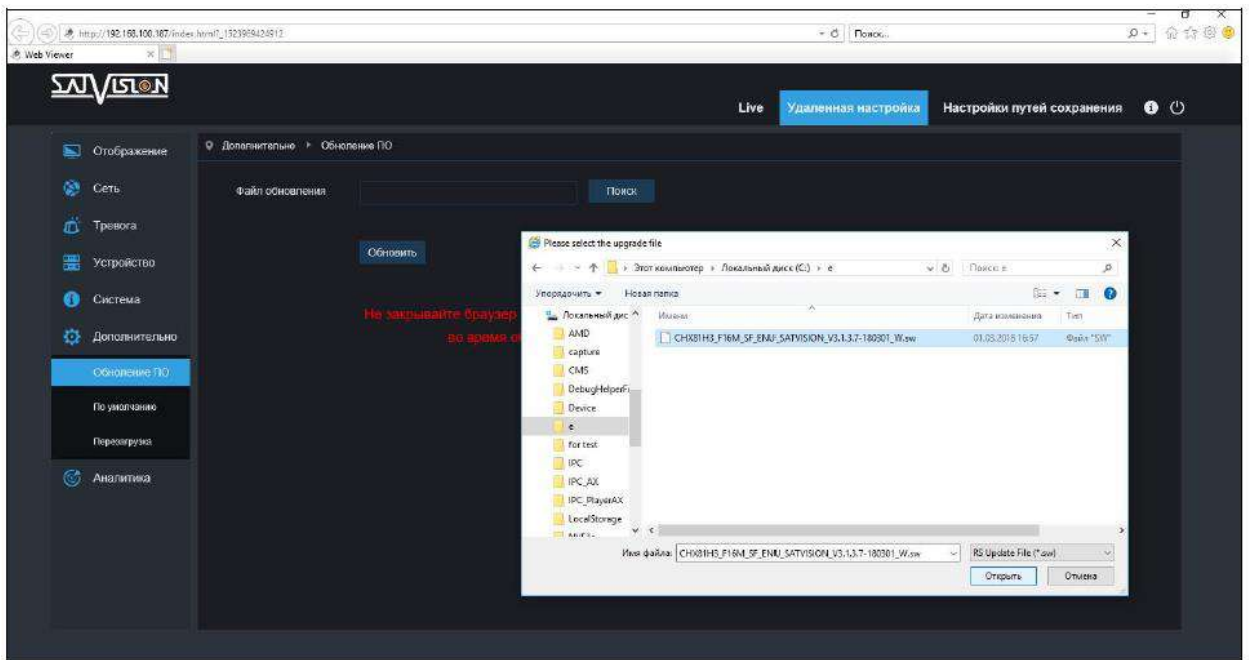 http://192.168.100.187/index.html?_1523969424912
Поиск...
Web Viewer
SATVISION
Live
Удаленная настройка
Настройки путей сохранения
Отображение
Сеть
Тревога
Устройство
Система
Дополнительно
Обноление ПО
По умолчанию
Перезагрузка
Аналитика
Дополнительно
Обноление ПО
Файл обновления
Поиск
Обновить
Не закрывайте браузер
во время
Please select the upgrade file
Этот компьютер
Локальный диск (C:)
e
Поиск: e
Упорядочить
Новая папка
Локальный дис
AMD
capture
CMS
DebugHelperFi
Device
e
for test
IPC
IPC_AX
IPC_PlayerAX
LocalStorage
Имя
Дата изменения
Тип
CHX81H3_F16M_SF_ENU_SATVISION_V3.1.3.7-180301_W.sw
01.03.2018 16:57
Файл "SW"
Имя файла:
CHX81H3_F16M_SF_ENU_SATVISION_V3.1.3.7-180301_W.sw
RS Update File (*.sw)
Открыть
Отмена